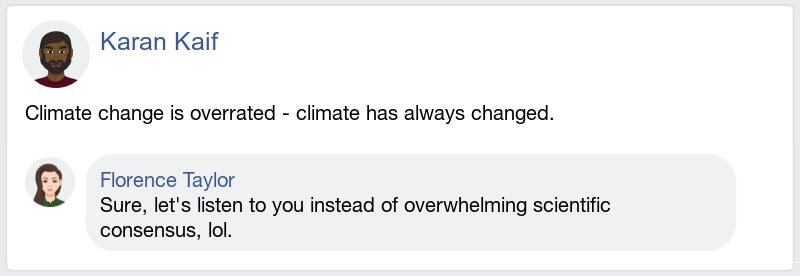 Karan Kaif
Climate change is overrated - climate has always changed.
Florence Taylor
Sure, let's listen to you instead of overwhelming scientific
consensus, lol.